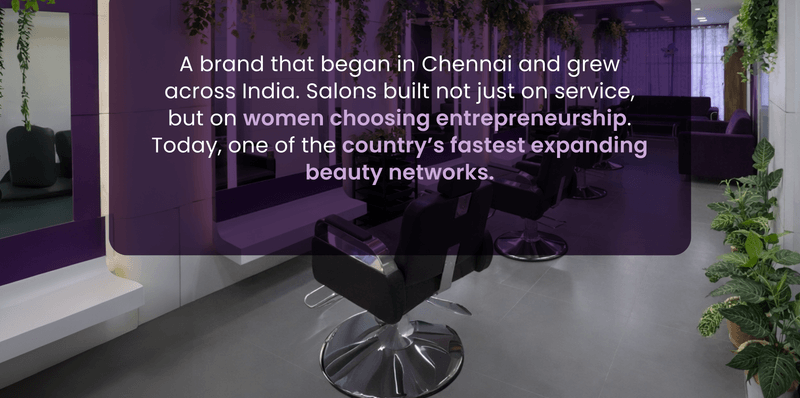 A brand that began in Chennai and grew
across India. Salons built not just on service,
but on women choosing entrepreneurship.
Today, one of the country’s fastest expanding
beauty networks.